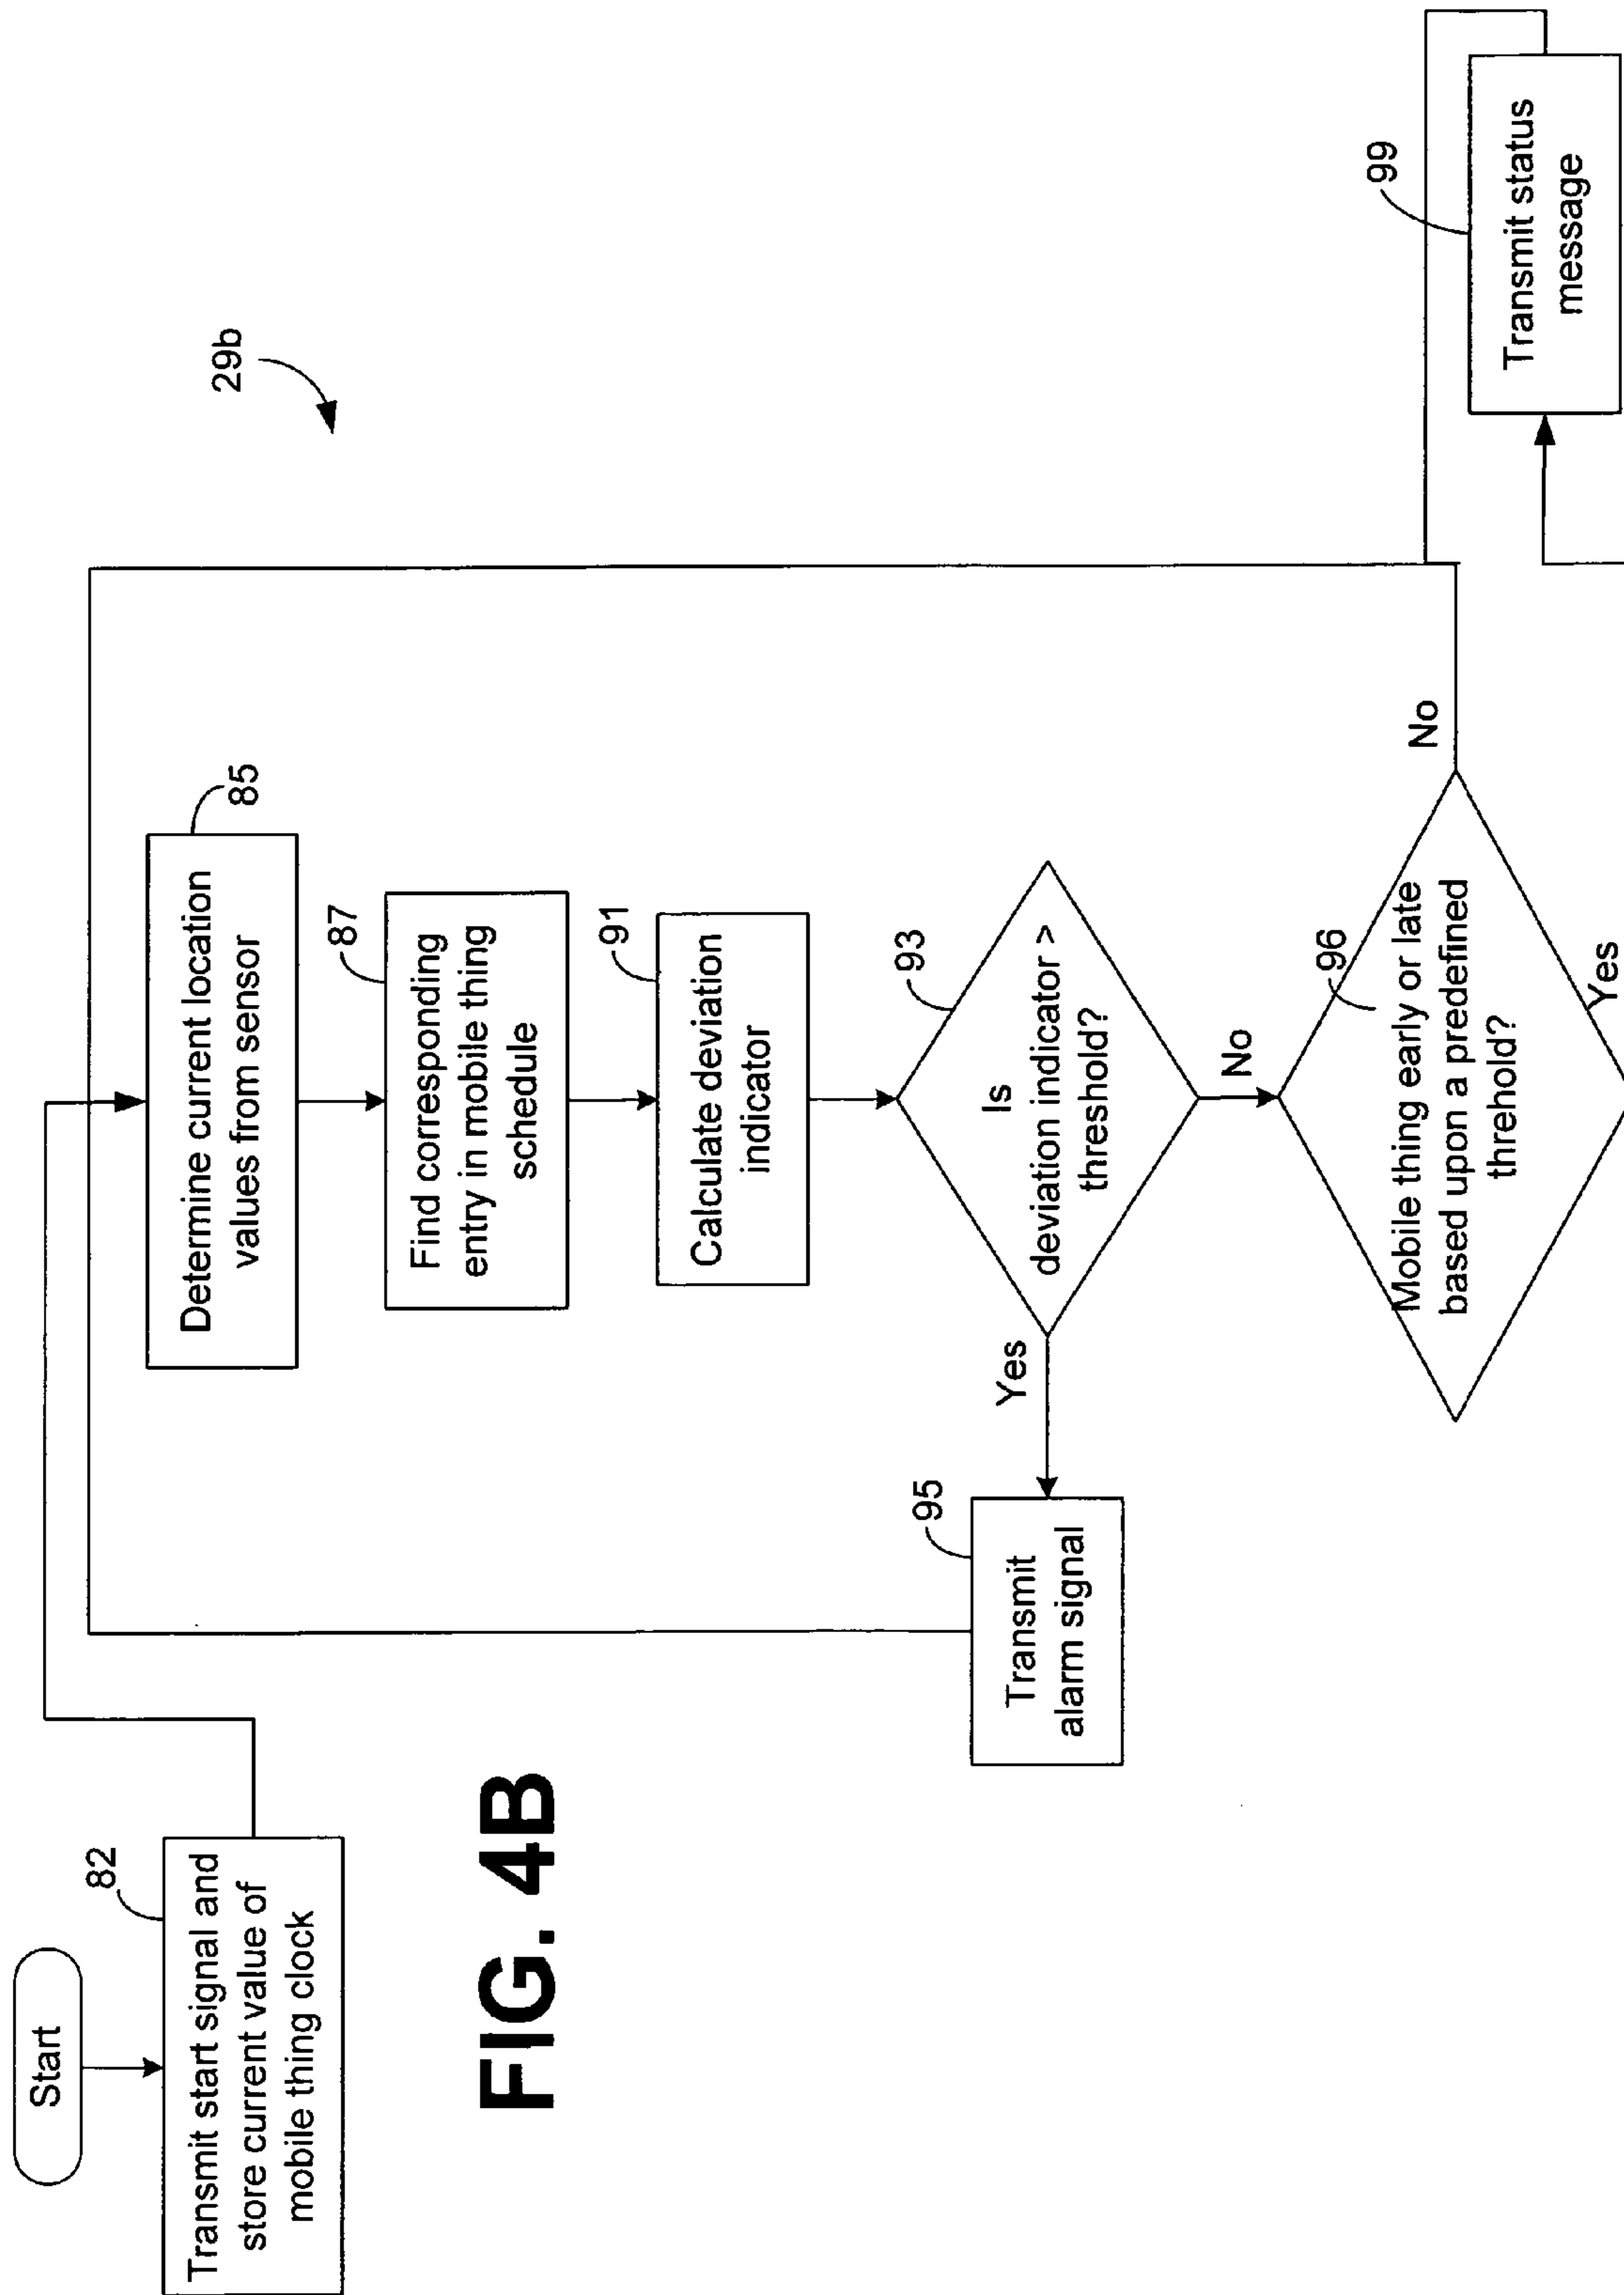 Start
82
Transmit start signal and
store current value of
mobile thing clock
FIG. 4B
29b
85
Determine current location
values from sensor
87
Find corresponding
entry in mobile thing
schedule
91
Calculate deviation
indicator
93
Is
deviation indicator >
threshold?
Yes
No
95
Transmit
alarm signal
96
Mobile thing early or late
based upon a predefined
threhold?
No
Yes
99
Transmit status
message